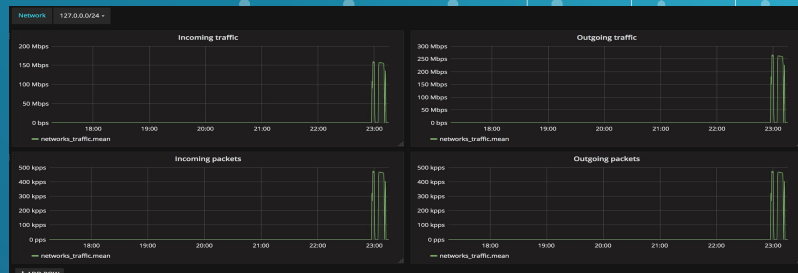 Network 127.0.0.0/24
Incoming traffic
200 Mbps
150 Mbps
100 Mbps
50 Mbps
0 bps
18:00 19:00 20:00 21:00 22:00 23:00
networks_traffic.mean
Outgoing traffic
300 Mbps
250 Mbps
200 Mbps
150 Mbps
100 Mbps
50 Mbps
0 bps
18:00 19:00 20:00 21:00 22:00 23:00
networks_traffic.mean
Incoming packets
500 kpps
400 kpps
300 kpps
200 kpps
100 kpps
0 pps
18:00 19:00 20:00 21:00 22:00 23:00
networks_traffic.mean
Outgoing packets
500 kpps
400 kpps
300 kpps
200 kpps
100 kpps
0 pps
18:00 19:00 20:00 21:00 22:00 23:00
networks_traffic.mean